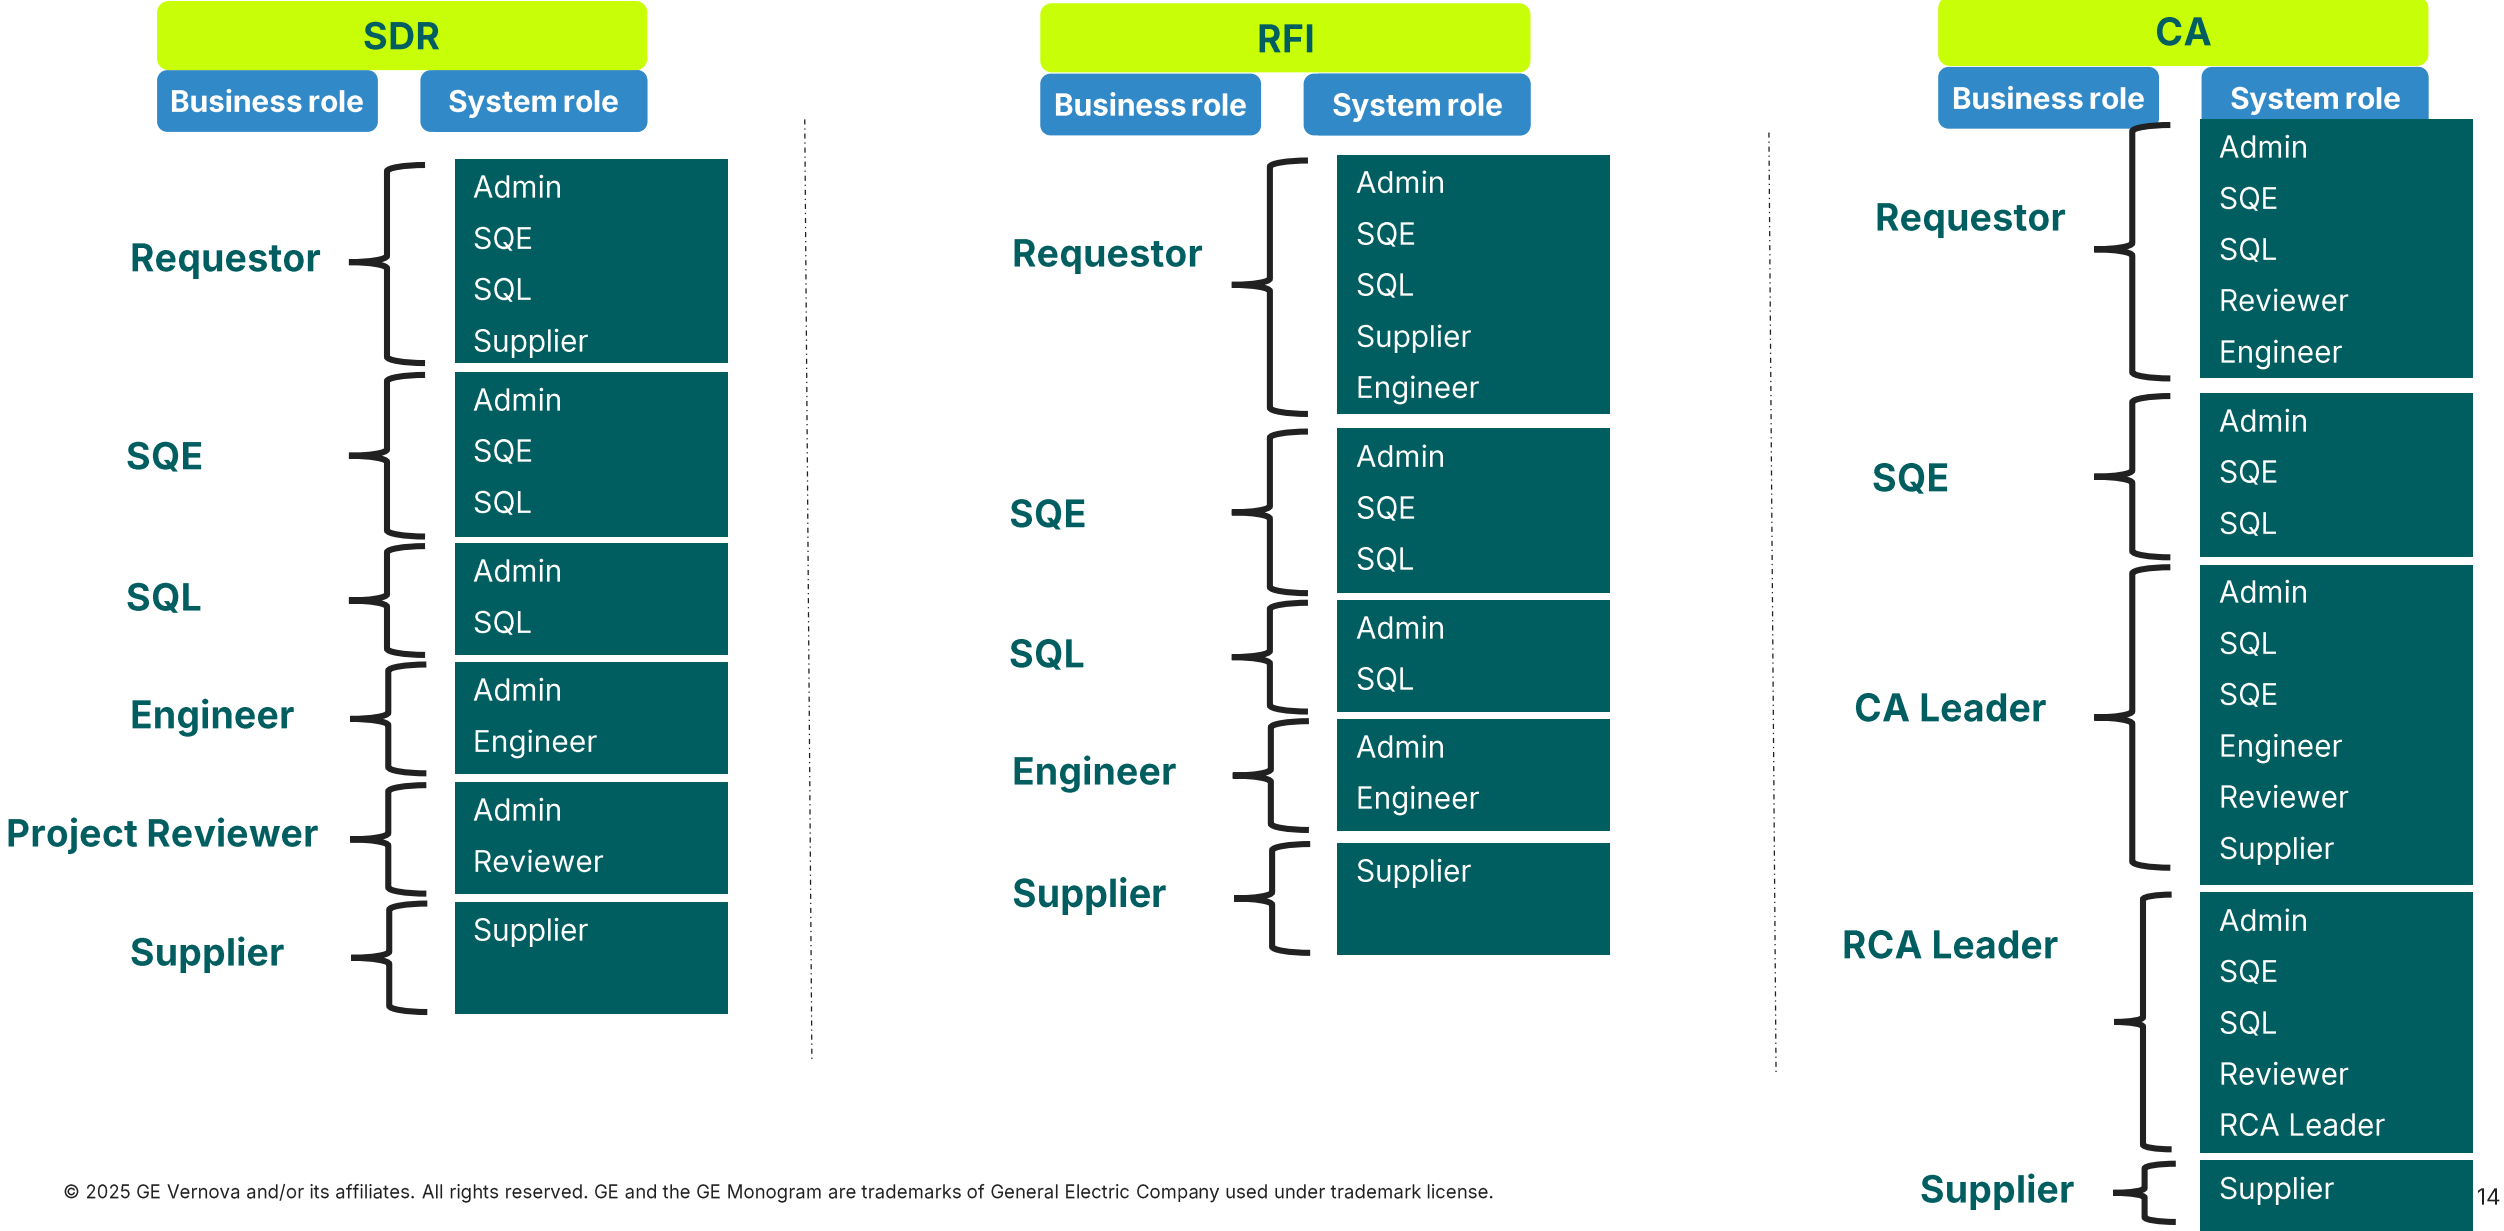 SDR
Business role
System role
Requestor
Admin
SQE
SQL
Supplier
SQE
Admin
SQE
SQL
SQL
Admin
SQL
Engineer
Admin
Engineer
Project Reviewer
Admin
Reviewer
Supplier
Supplier
RFI
Business role
System role
Requestor
Admin
SQE
SQL
Supplier
Engineer
SQE
Admin
SQE
SQL
SQL
Admin
SQL
Engineer
Admin
Engineer
Supplier
Supplier
CA
Business role
System role
Requestor
Admin
SQE
SQL
Reviewer
Engineer
SQE
Admin
SQE
SQL
CA Leader
Admin
SQL
SQE
Engineer
Reviewer
Supplier
RCA Leader
Admin
SQE
SQL
Reviewer
RCA Leader
Supplier
Supplier
© 2025 GE Vernova and/or its affiliates. All rights reserved. GE and the GE Monogram are trademarks of General Electric Company used under trademark license.
14